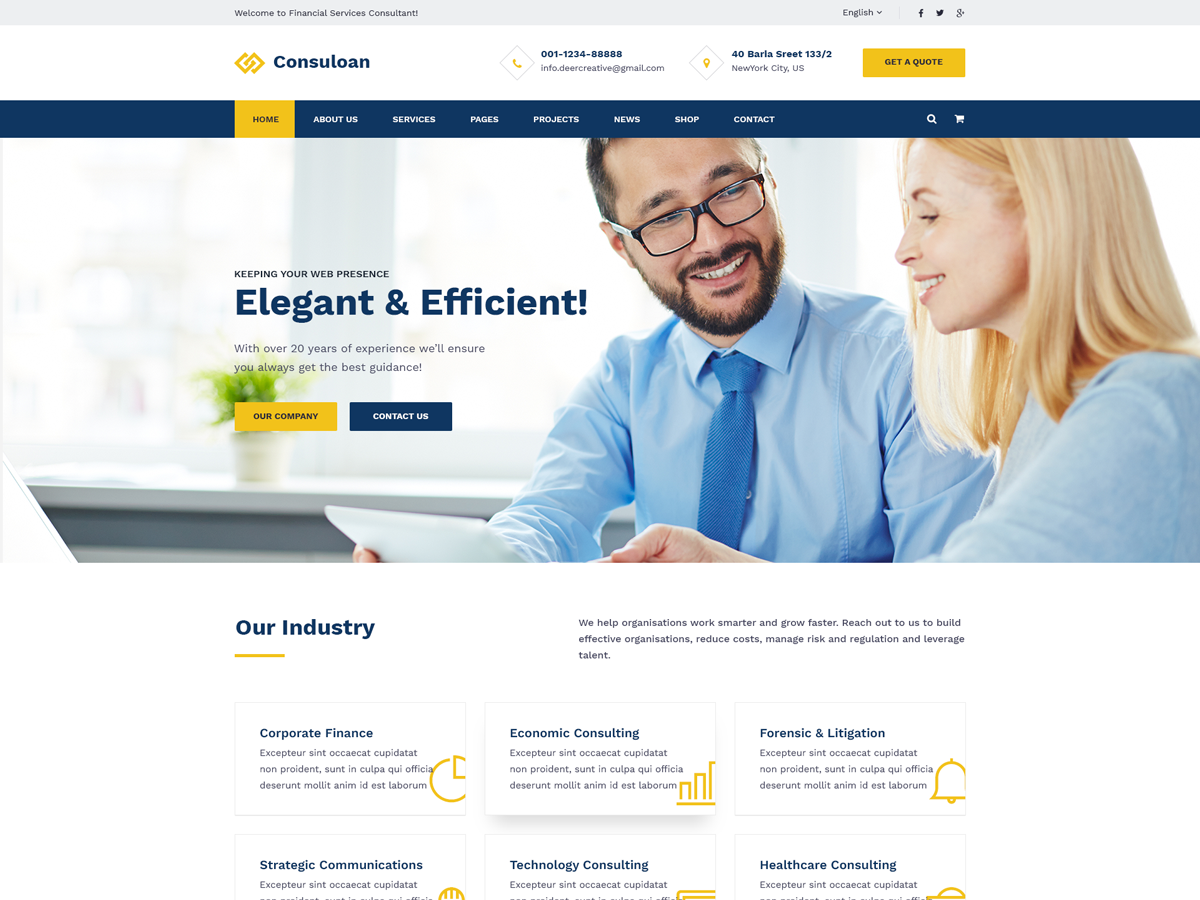 Welcome to Financial Services Consultant!
English
Consuloan
001-1234-88888
info.deercreative@gmail.com
40 Baria Sreet 133/2
NewYork City, US
GET A QUOTE
HOME ABOUT US SERVICES PAGES PROJECTS NEWS SHOP CONTACT
KEEPING YOUR WEB PRESENCE
Elegant & Efficient!
With over 20 years of experience we'll ensure
you always get the best guidance!
OUR COMPANY
CONTACT US
Our Industry
We help organisations work smarter and grow faster. Reach out to us to build
effective organisations, reduce costs, manage risk and regulation and leverage
talent.
Corporate Finance
Excepteur sint occaecat cupidatat
non proident, sunt in culpa qui officia
deserunt mollit anim id est laborum
Economic Consulting
Excepteur sint occaecat cupidatat
non proident, sunt in culpa qui officia
deserunt mollit anim id est laborum
Forensic & Litigation
Excepteur sint occaecat cupidatat
non proident, sunt in culpa qui officia
deserunt mollit anim id est laborum
Strategic Communications
Excepteur sint occaecat cupidatat
Technology Consulting
Excepteur sint occaecat cupidatat
Healthcare Consulting
Excepteur sint occaecat cupidatat